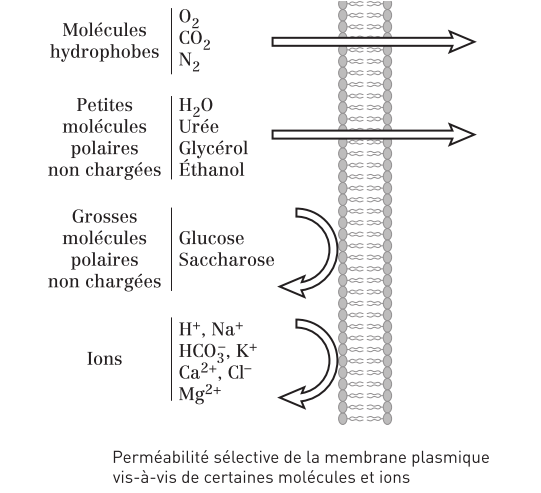 Molécules
hydrophobes
O₂
CO₂
N₂
Petites
molécules
polaires
non chargées
H₂O
Urée
Glycérol
Éthanol
Grosses
molécules
polaires
non chargées
Glucose
Saccharose
Ions
H⁺, Na⁺
HCO₃⁻, K⁺
Ca²⁺, Cl⁻
Mg²⁺
Perméabilité sélective de la membrane plasmique
vis-à-vis de certaines molécules et ions